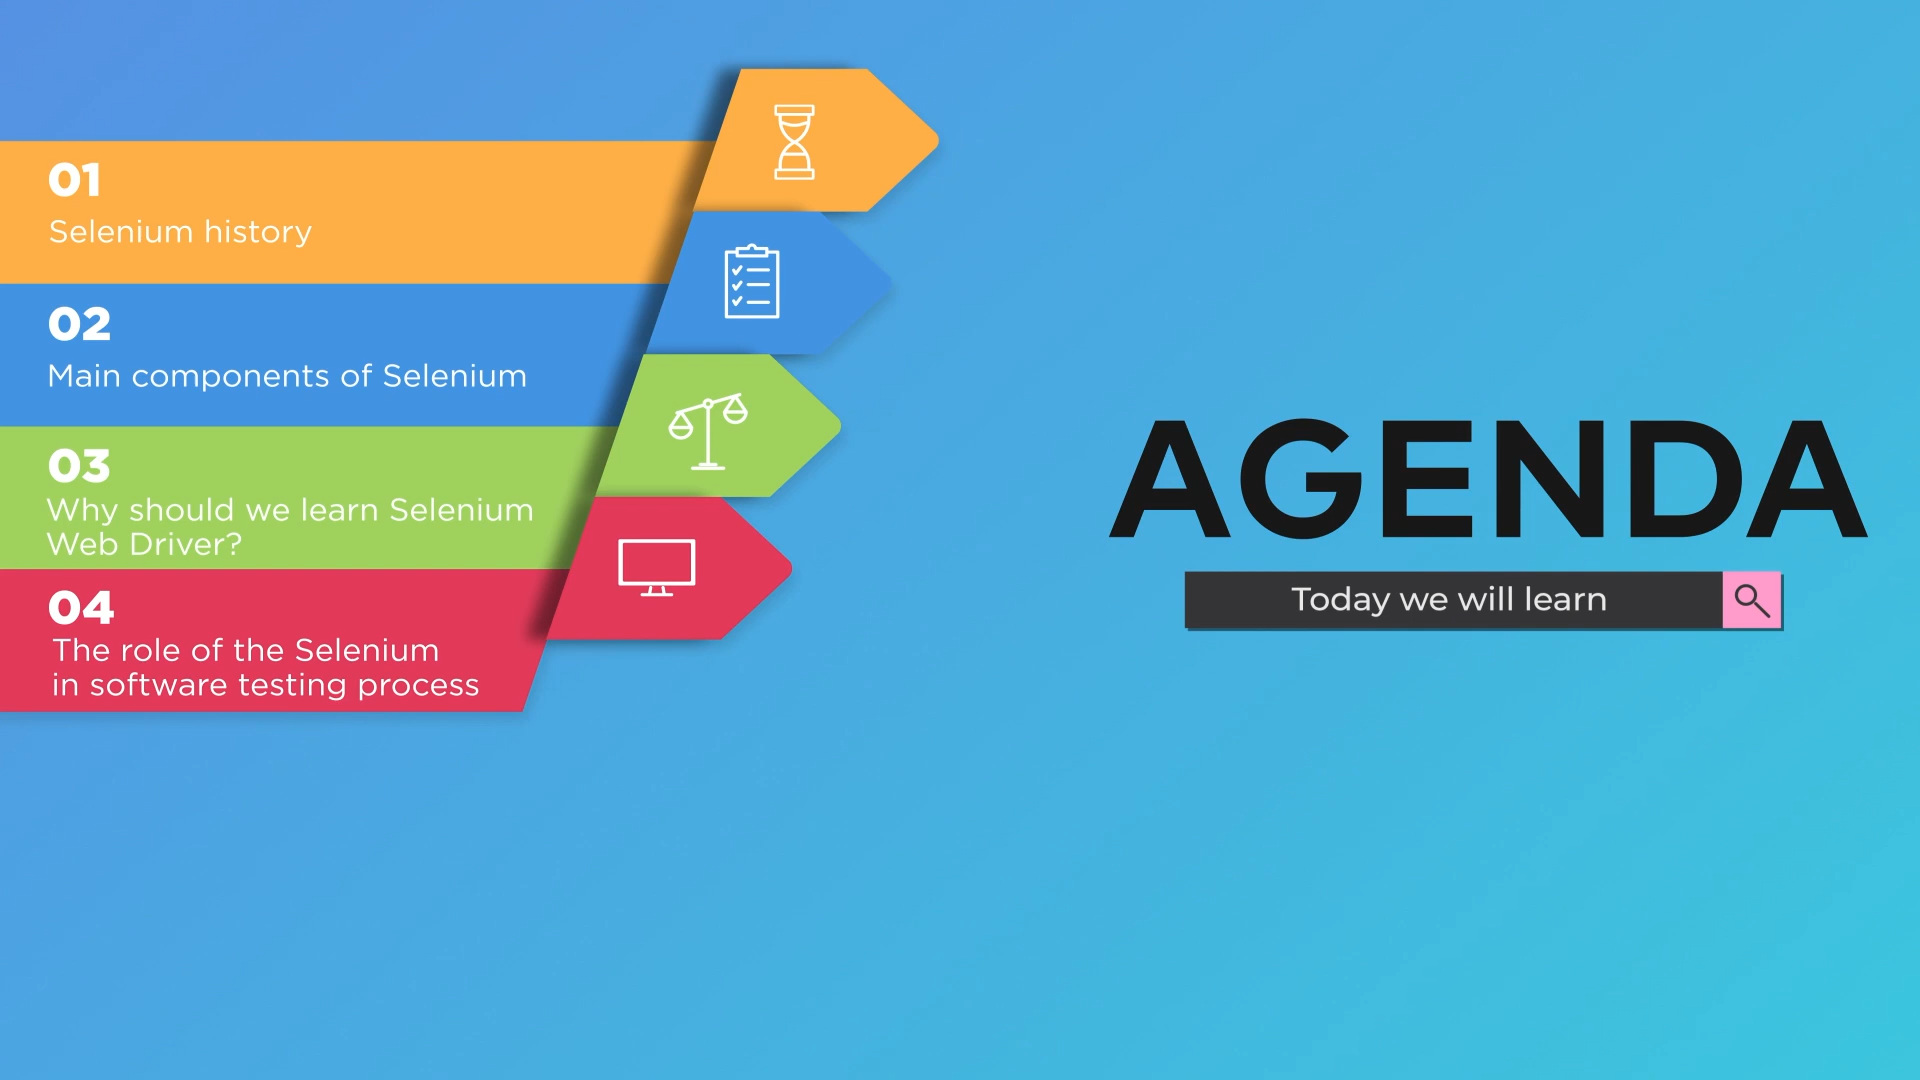 01
Selenium history
02
Main components of Selenium
03
Why should we learn Selenium
Web Driver?
04
The role of the Selenium
in software testing process
AGENDA
Today we will learn